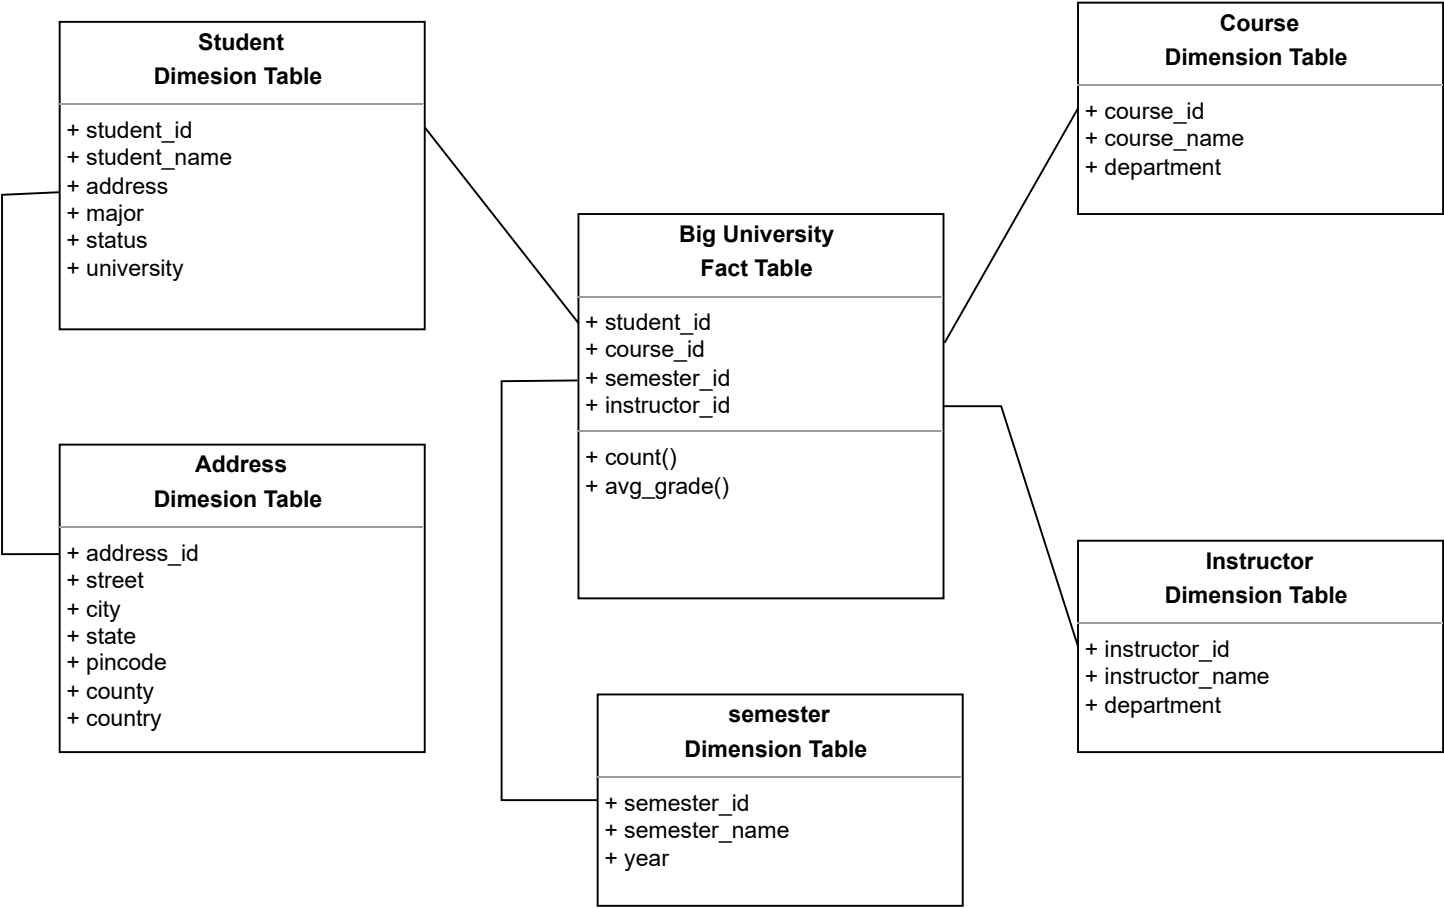 Student
Dimesion Table
+ student_id
+ student_name
+ address
+ major
+ status
+ university
Address
Dimesion Table
+ address_id
+ street
+ city
+ state
+ pincode
+ county
+ country
Big University
Fact Table
+ student_id
+ course_id
+ semester_id
+ instructor_id
+ count()
+ avg_grade()
semester
Dimension Table
+ semester_id
+ semester_name
+ year
Course
Dimension Table
+ course_id
+ course_name
+ department
Instructor
Dimension Table
+ instructor_id
+ instructor_name
+ department